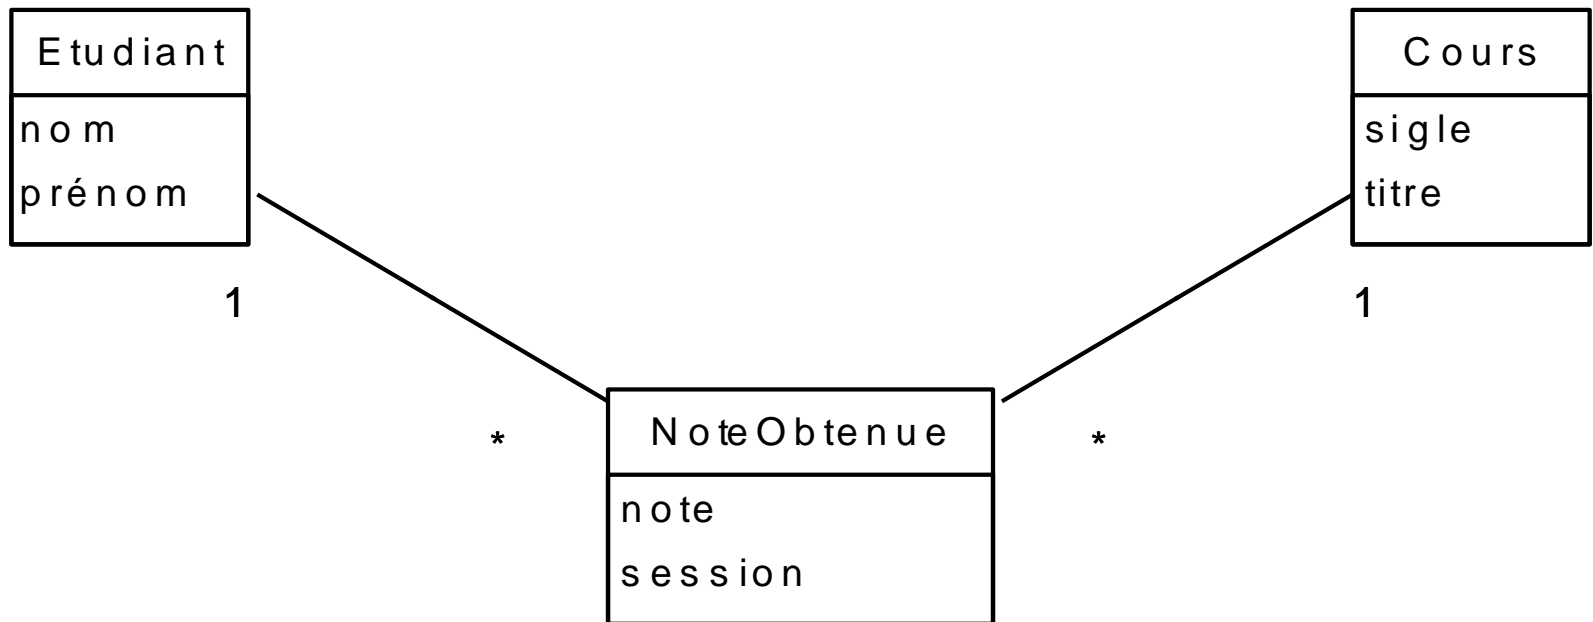 Etudiant
nom
prénom
Cours
sigle
titre
1
1
*
NoteObtenue
*
note
session